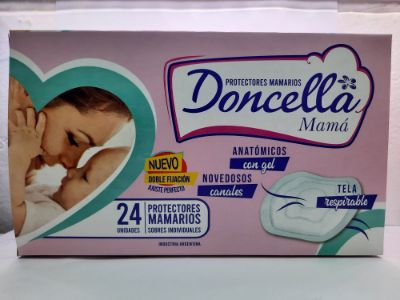 PROTECTORES MAMARIOS
Doncella
Mamá
ANATÓMICOS
con gel
NUEVO
DOBLE FIJACIÓN
AJUSTE PERFECTO
NOVEDOSOS
canales
TELA
respirable
24
UNIDADES
PROTECTORES
MAMARIOS
SOBRES INDIVIDUALES
INDUSTRIA ARGENTINA